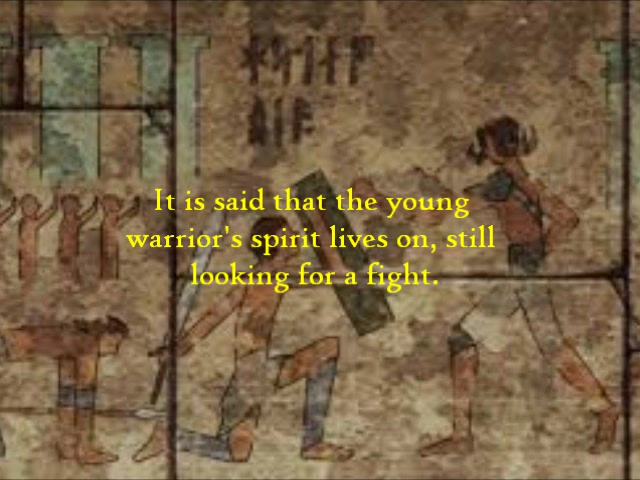 It is said that the young
warrior's spirit lives on, still
looking for a fight.